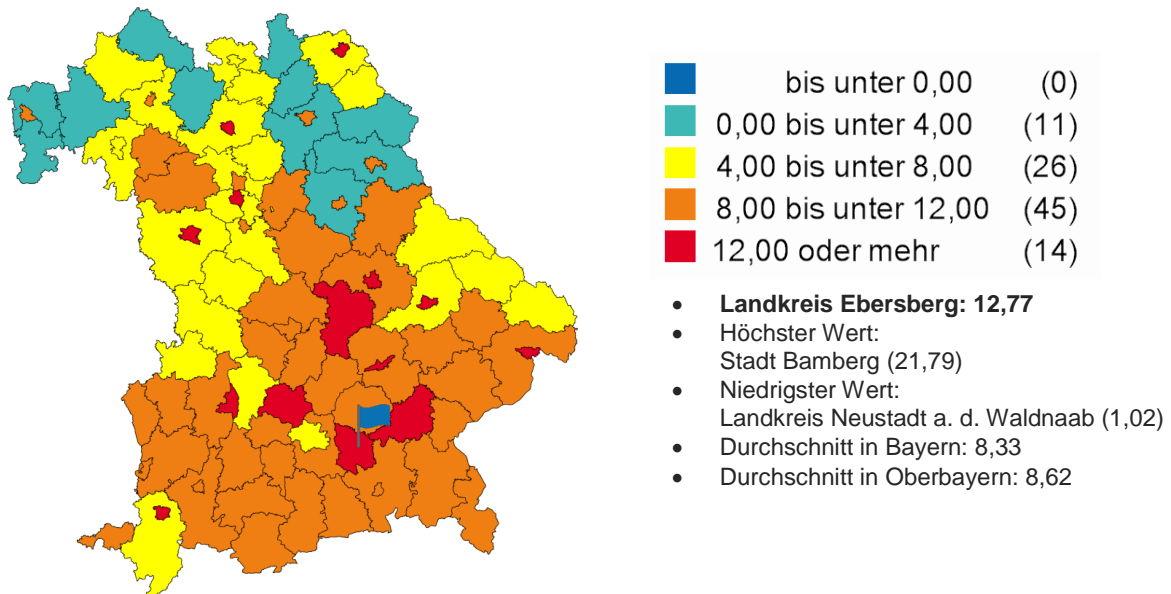 bis unter 0,00 (0)
0,00 bis unter 4,00 (11)
4,00 bis unter 8,00 (26)
8,00 bis unter 12,00 (45)
12,00 oder mehr (14)
• Landkreis Ebersberg: 12,77
• Höchster Wert:
Stadt Bamberg (21,79)
• Niedrigster Wert:
Landkreis Neustadt a. d. Waldnaab (1,02)
• Durchschnitt in Bayern: 8,33
• Durchschnitt in Oberbayern: 8,62